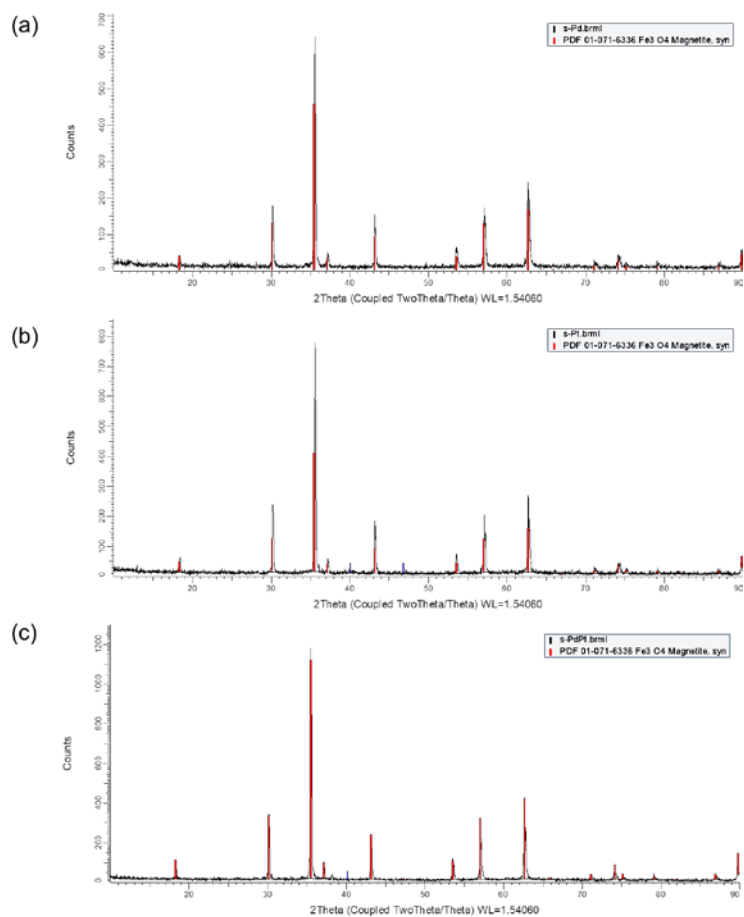 (a)
s-Pd.brml
PDF 01-071-6336 Fe3 O4 Magnetite, syn
Counts
700
600
500
400
300
200
100
0
20 30 40 50 60 70 80 90
2Theta (Coupled TwoTheta/Theta) WL=1.54060
(b)
s-Pt.brml
PDF 01-071-6336 Fe3 O4 Magnetite, syn
Counts
800
700
600
500
400
300
200
100
0
20 30 40 50 60 70 80 90
2Theta (Coupled TwoTheta/Theta) WL=1.54060
(c)
s-PdPt.brml
PDF 01-071-6336 Fe3 O4 Magnetite, syn
Counts
1200
1000
800
600
400
200
0
20 30 40 50 60 70 80 90
2Theta (Coupled TwoTheta/Theta) WL=1.54060